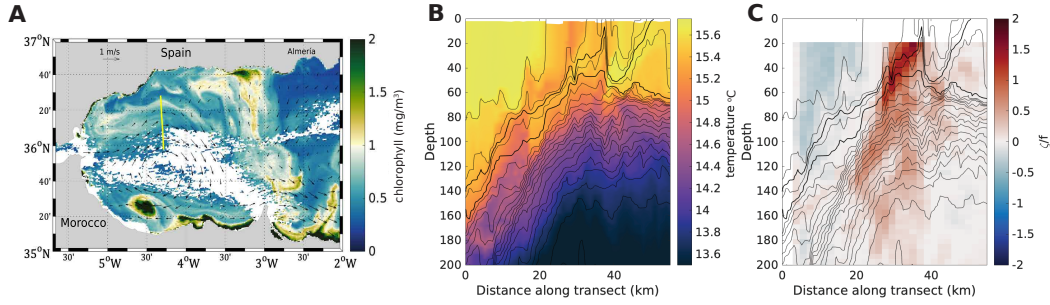 A
37°N
40'
20'
36°N
40'
20'
35°N
1 m/s
Spain
Almeria
Morocco
30'
5°W
30'
4°W
30'
3°W
30'
2°W
2
1.5
1
0.5
0
chlorophyll (mg/m³)
B
0
20
40
60
80
100
120
140
160
180
200
Depth
0
20
40
Distance along transect (km)
15.6
15.4
15.2
15
14.8
14.6
14.4
14.2
14
13.8
13.6
temperature °C
C
0
20
40
60
80
100
120
140
160
180
200
Depth
0
20
40
Distance along transect (km)
2
1.5
1
0.5
0
-0.5
-1
-1.5
-2
ζ/f